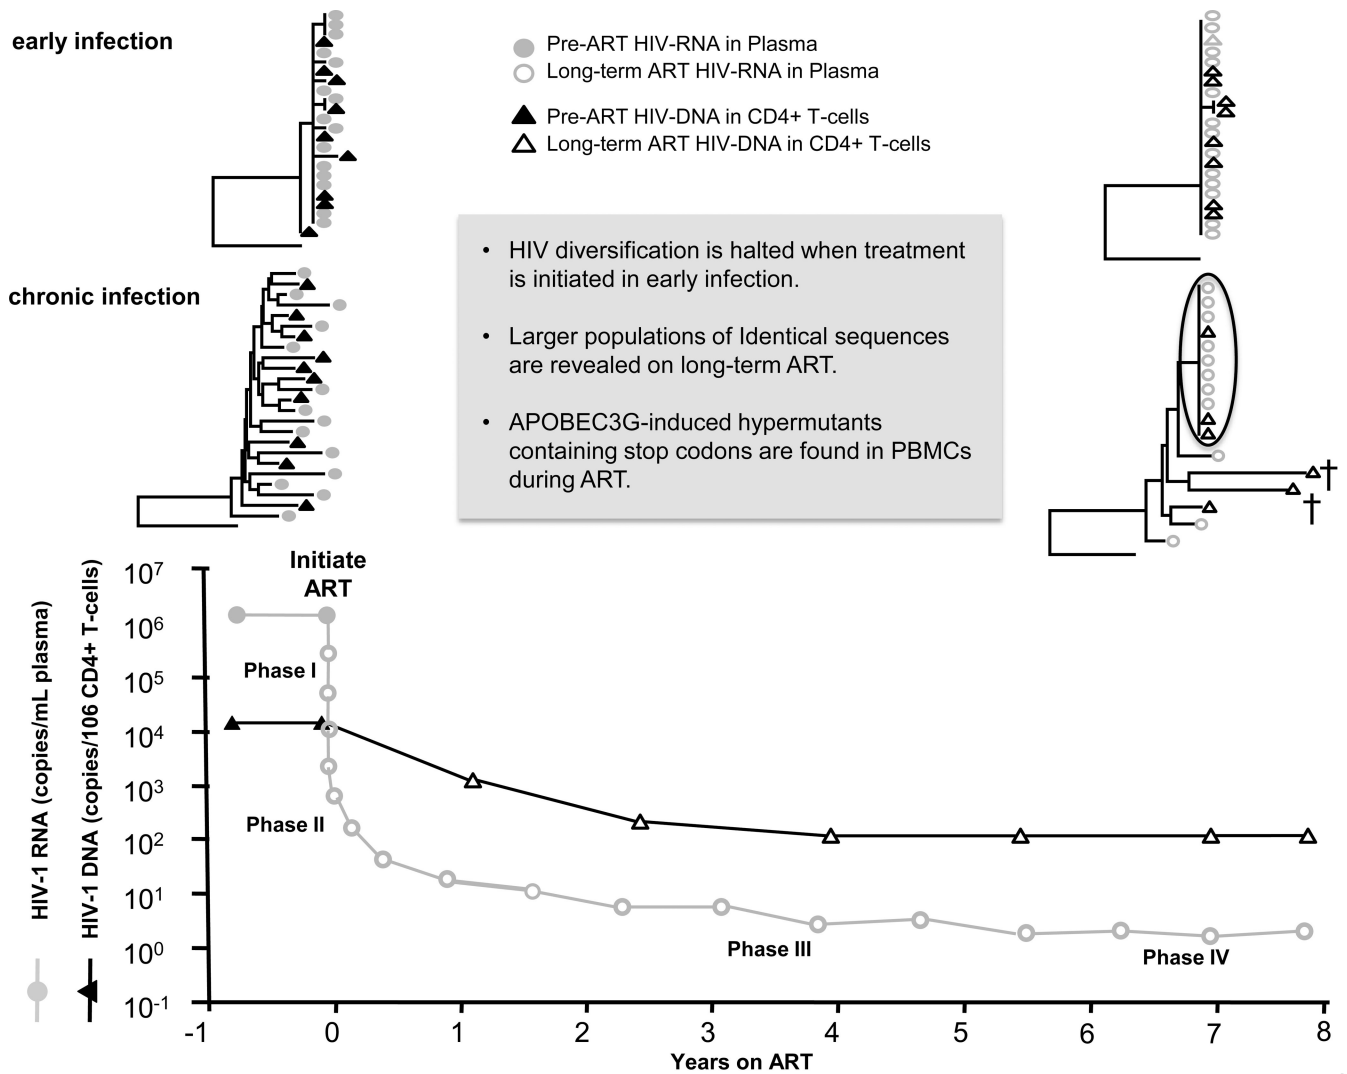 early infection
Pre-ART HIV-RNA in Plasma
Long-term ART HIV-RNA in Plasma
Pre-ART HIV-DNA in CD4+ T-cells
Long-term ART HIV-DNA in CD4+ T-cells
• HIV diversification is halted when treatment
is initiated in early infection.
• Larger populations of Identical sequences
are revealed on long-term ART.
• APOBEC3G-induced hypermutants
containing stop codons are found in PBMCs
during ART.
chronic infection
†
†
HIV-1 RNA (copies/mL plasma)
HIV-1 DNA (copies/106 CD4+ T-cells)
10⁷
10⁶
10⁵
10⁴
10³
10²
10¹
10⁰
10⁻¹
Initiate
ART
Phase I
Phase II
Phase III
Phase IV
-1 0 1 2 3 4 5 6 7 8
Years on ART